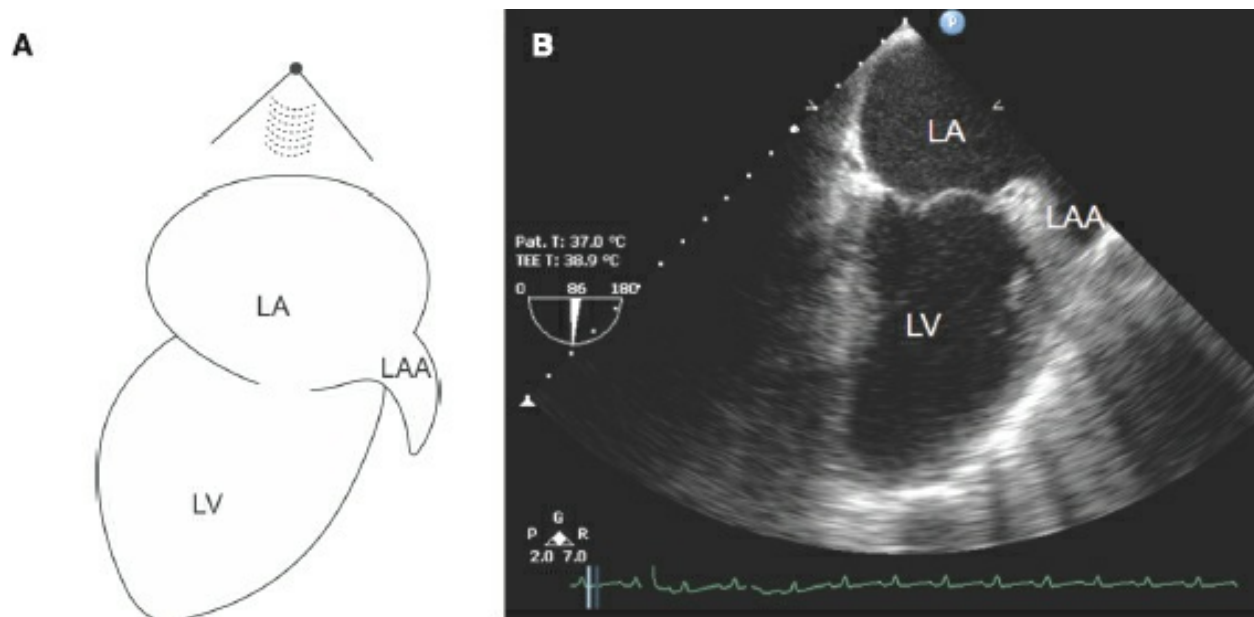 A
LA
LAA
LV
B
P
LA
LAA
Pat. T: 37.0 °C
TEE T: 38.9 °C
0 86 180
LV
G
P R
2.0 7.0